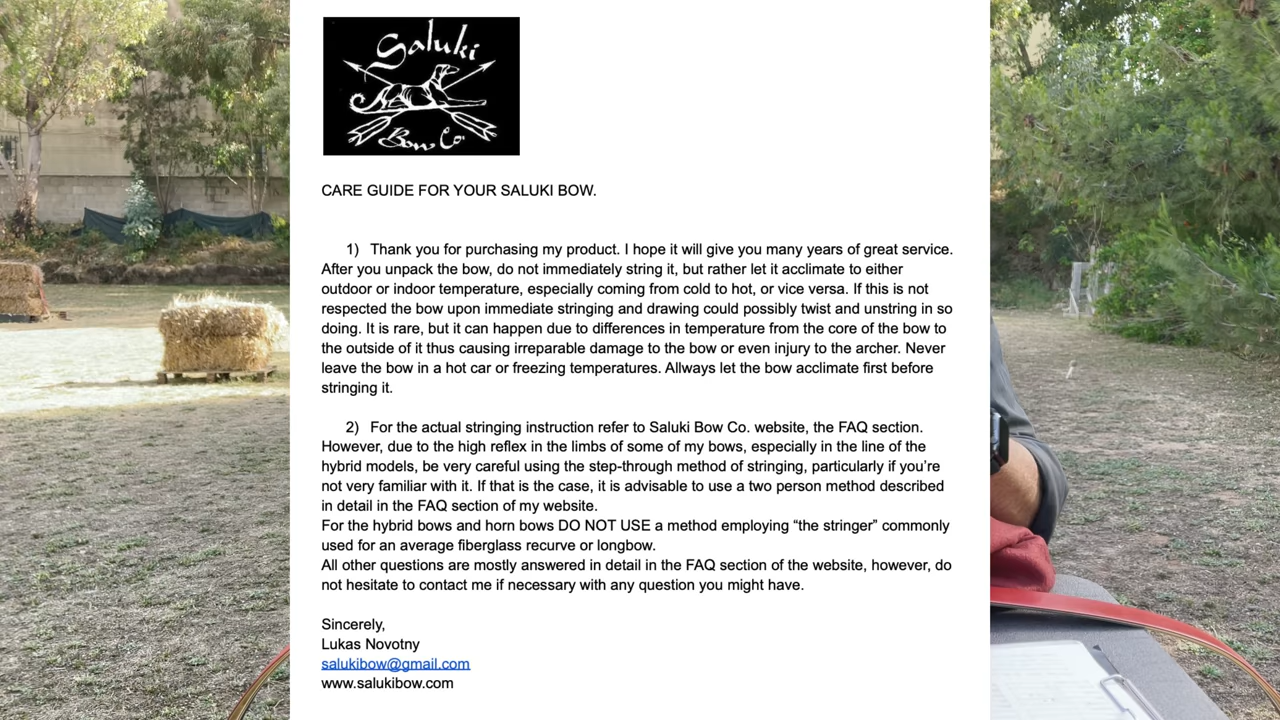 Saluki
Bow Co
CARE GUIDE FOR YOUR SALUKI BOW.
1) Thank you for purchasing my product. I hope it will give you many years of great service.
After you unpack the bow, do not immediately string it, but rather let it acclimate to either
outdoor or indoor temperature, especially coming from cold to hot, or vice versa. If this is not
respected the bow upon immediate stringing and drawing could possibly twist and unstring in so
doing. It is rare, but it can happen due to differences in temperature from the core of the bow to
the outside of it thus causing irreparable damage to the bow or even injury to the archer. Never
leave the bow in a hot car or freezing temperatures. Allways let the bow acclimate first before
stringing it.
2) For the actual stringing instruction refer to Saluki Bow Co. website, the FAQ section.
However, due to the high reflex in the limbs of some of my bows, especially in the line of the
hybrid models, be very careful using the step-through method of stringing, particularly if you're
not very familiar with it. If that is the case, it is advisable to use a two person method described
in detail in the FAQ section of my website.
For the hybrid bows and horn bows DO NOT USE a method employing “the stringer” commonly
used for an average fiberglass recurve or longbow.
All other questions are mostly answered in detail in the FAQ section of the website, however, do
not hesitate to contact me if necessary with any question you might have.
Sincerely,
Lukas Novotny
salukibow@gmail.com
www.salukibow.com